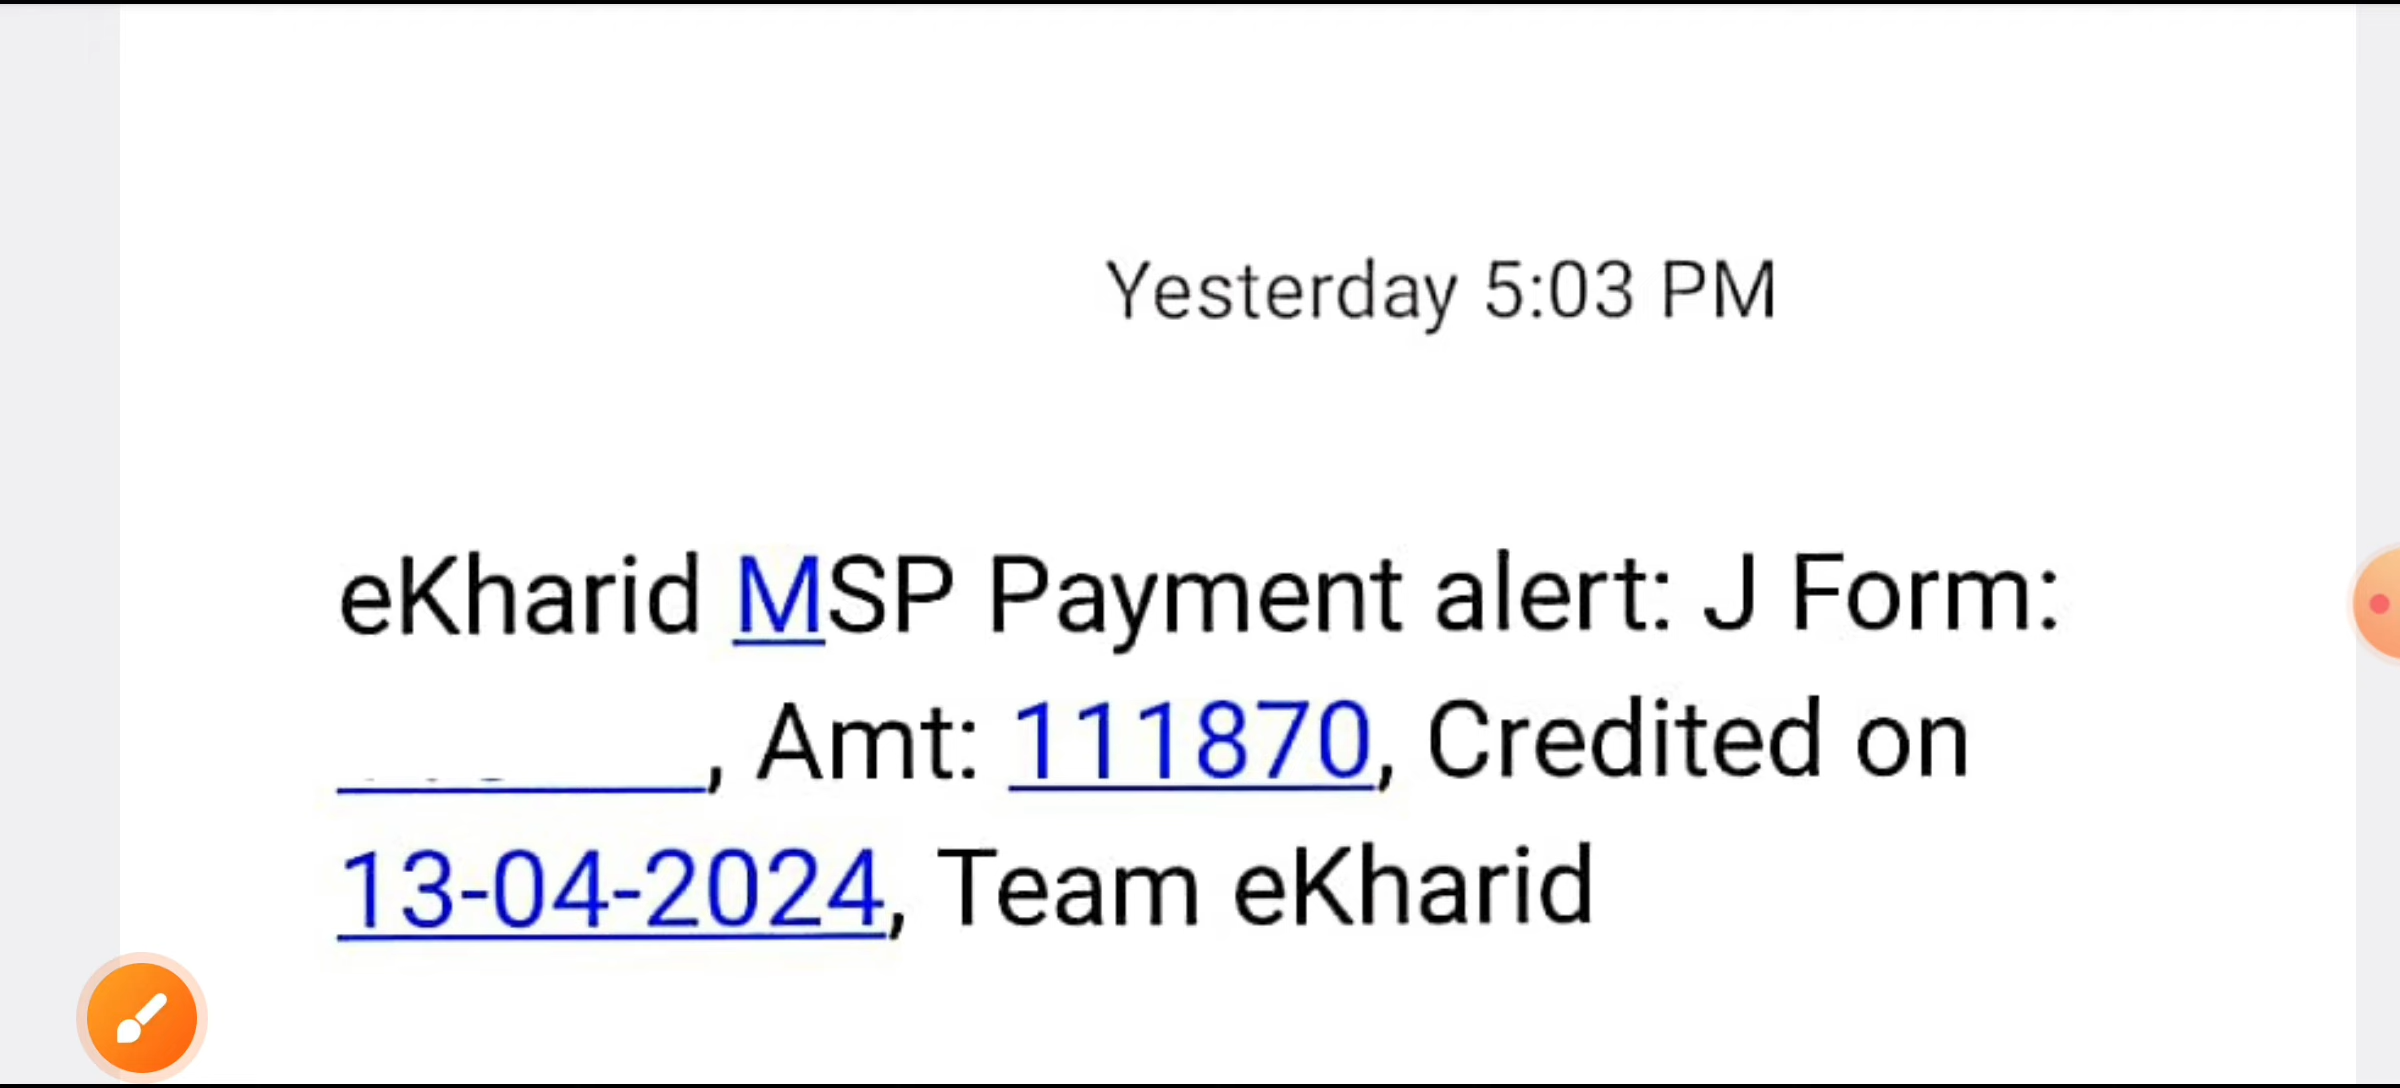 Yesterday 5:03 PM
eKharid MSP Payment alert: J Form:
, Amt: 111870, Credited on
13-04-2024, Team eKharid